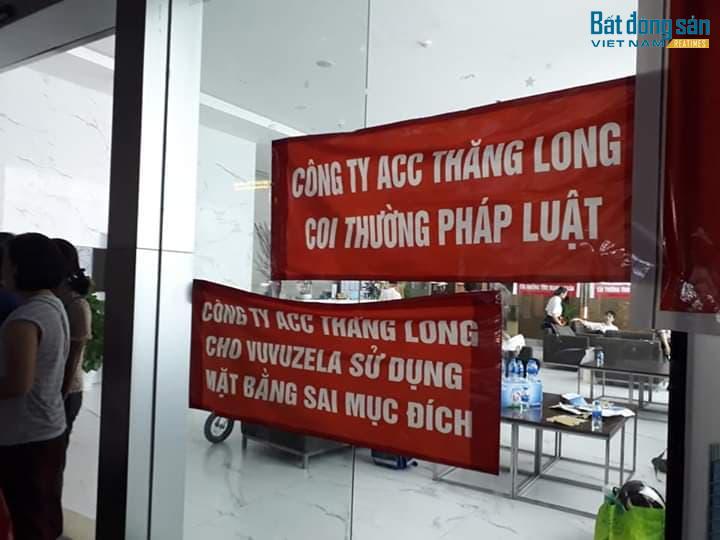 Bất động sản
VIỆT NAM REATIMES
CÔNG TY ACC THĂNG LONG
COI THƯỜNG PHÁP LUẬT
CÔNG TY ACC THĂNG LONG
CHO VUVUZELA SỬ DỤNG
MẶT BẰNG SAI MỤC ĐÍCH